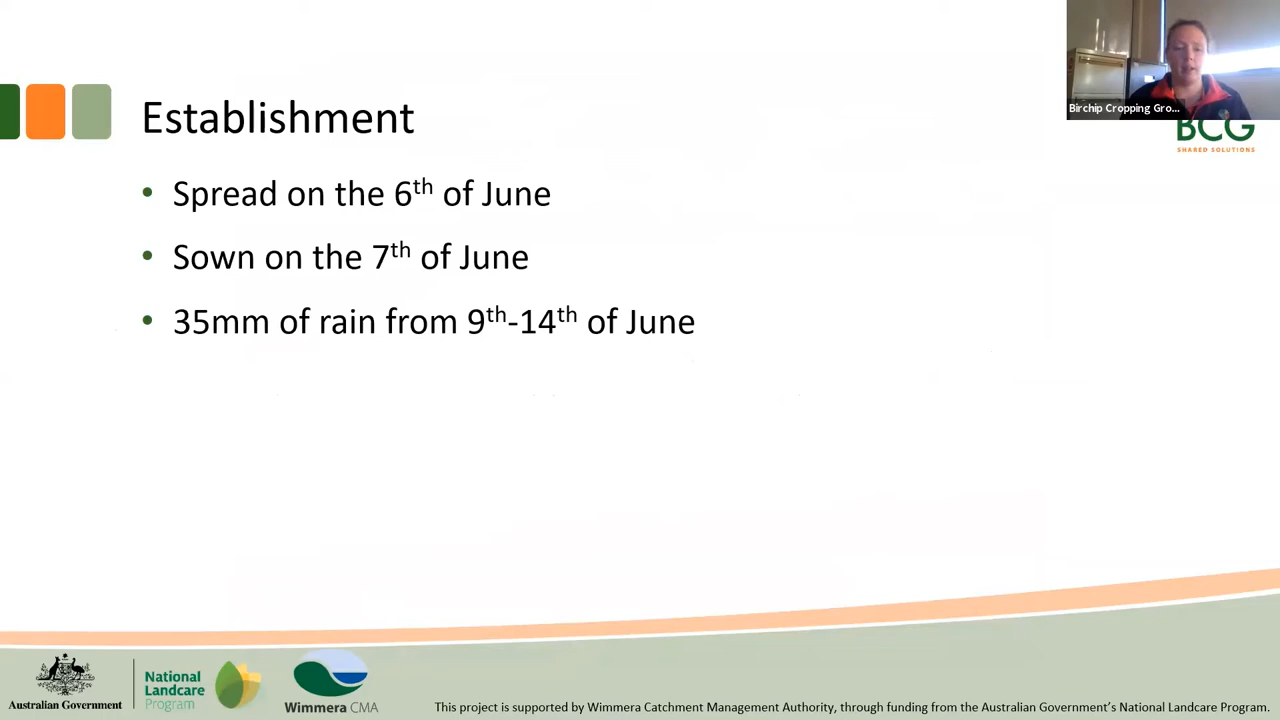 Birchip Cropping Gro...
BCG
SHARED SOLUTIONS
Establishment
• Spread on the 6th of June
• Sown on the 7th of June
• 35mm of rain from 9th-14th of June
Australian Government
National
Landcare
Program
Wimmera CMA
This project is supported by Wimmera Catchment Management Authority, through funding from the Australian Government's National Landcare Program.